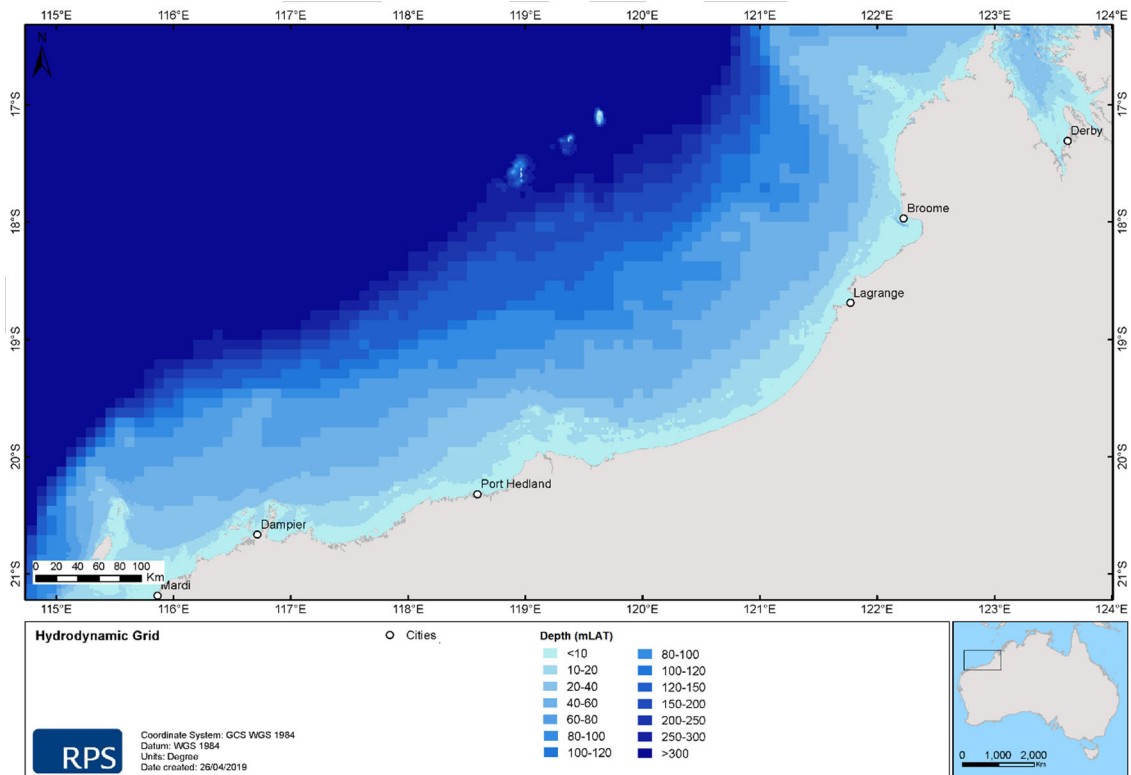 115°E 116°E 117°E 118°E 119°E 120°E 121°E 122°E 123°E 124°E
N
17°S
17°S
Derby
18°S
Broome
18°S
Lagrange
19°S
19°S
20°S
20°S
Port Hedland
Dampier
21°S
0 20 40 60 80 100
Km
21°S
Mardi
115°E 116°E 117°E 118°E 119°E 120°E 121°E 122°E 123°E 124°E
Hydrodynamic Grid
Cities
Depth (mLAT)
<10
10-20
20-40
40-60
60-80
80-100
100-120
80-100
100-120
120-150
150-200
200-250
250-300
>300
RPS
Coordinate System: GCS WGS 1984
Datum: WGS 1984
Units: Degree
Date created: 26/04/2019
0 1,000 2,000
Km